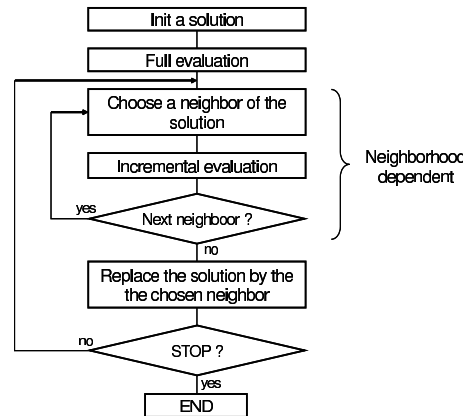 Init a solution
Full evaluation
Choose a neighbor of the
solution
Incremental evaluation
Neighborhood
dependent
yes
Next neighboor ?
no
Replace the solution by the
the chosen neighbor
no
STOP ?
yes
END